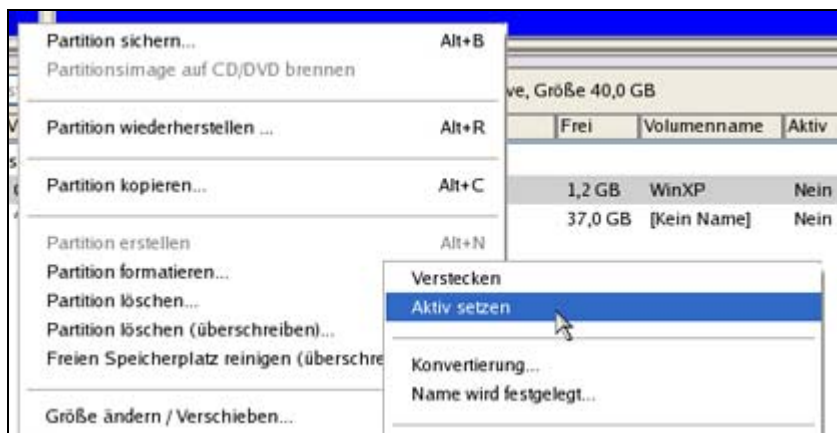 Partition sichern... Alt+B
Partitionsimage auf CD/DVD brennen
ve, Größe 40,0 GB
Partition wiederherstellen ... Alt+R
Frei Volumenname Aktiv
Partition kopieren... Alt+C
1,2 GB WinXP Nein
37,0 GB [Kein Name] Nein
Partition erstellen Alt+N
Partition formatieren...
Partition löschen...
Partition löschen (überschreiben)...
Freien Speicherplatz reinigen (überschre
Größe ändern / Verschieben...
Verstecken
Aktiv setzen
Konvertierung...
Name wird festgelegt...